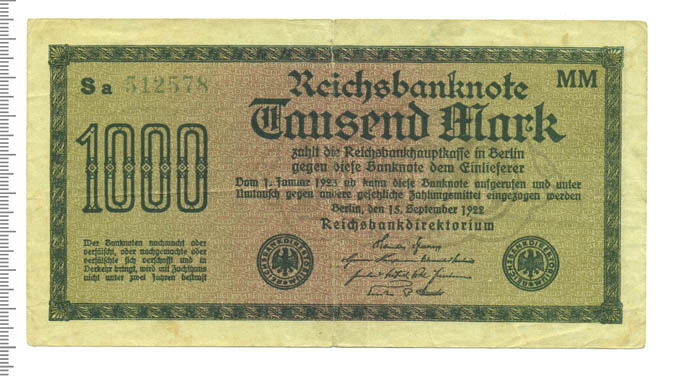 Sa 512578
MM
Reichsbanknote
Tausend Mark
1000
zahlt die Reichsbankhauptkasse in Berlin
gegen diese Banknote dem Einlieferer
Vom 1. Januar 1923 ab kann diese Banknote aufgerufen und unter
Umtausch gegen andere gesetzliche Zahlungsmittel eingezogen werden
Berlin, den 15. September 1922
Reichsbankdirektorium
Wer Banknoten nachmacht oder
verfälscht, oder nachgemachte oder
verfälschte sich verschafft und in
Verkehr bringt, wird mit Zuchthaus
nicht unter zwei Jahren bestraft